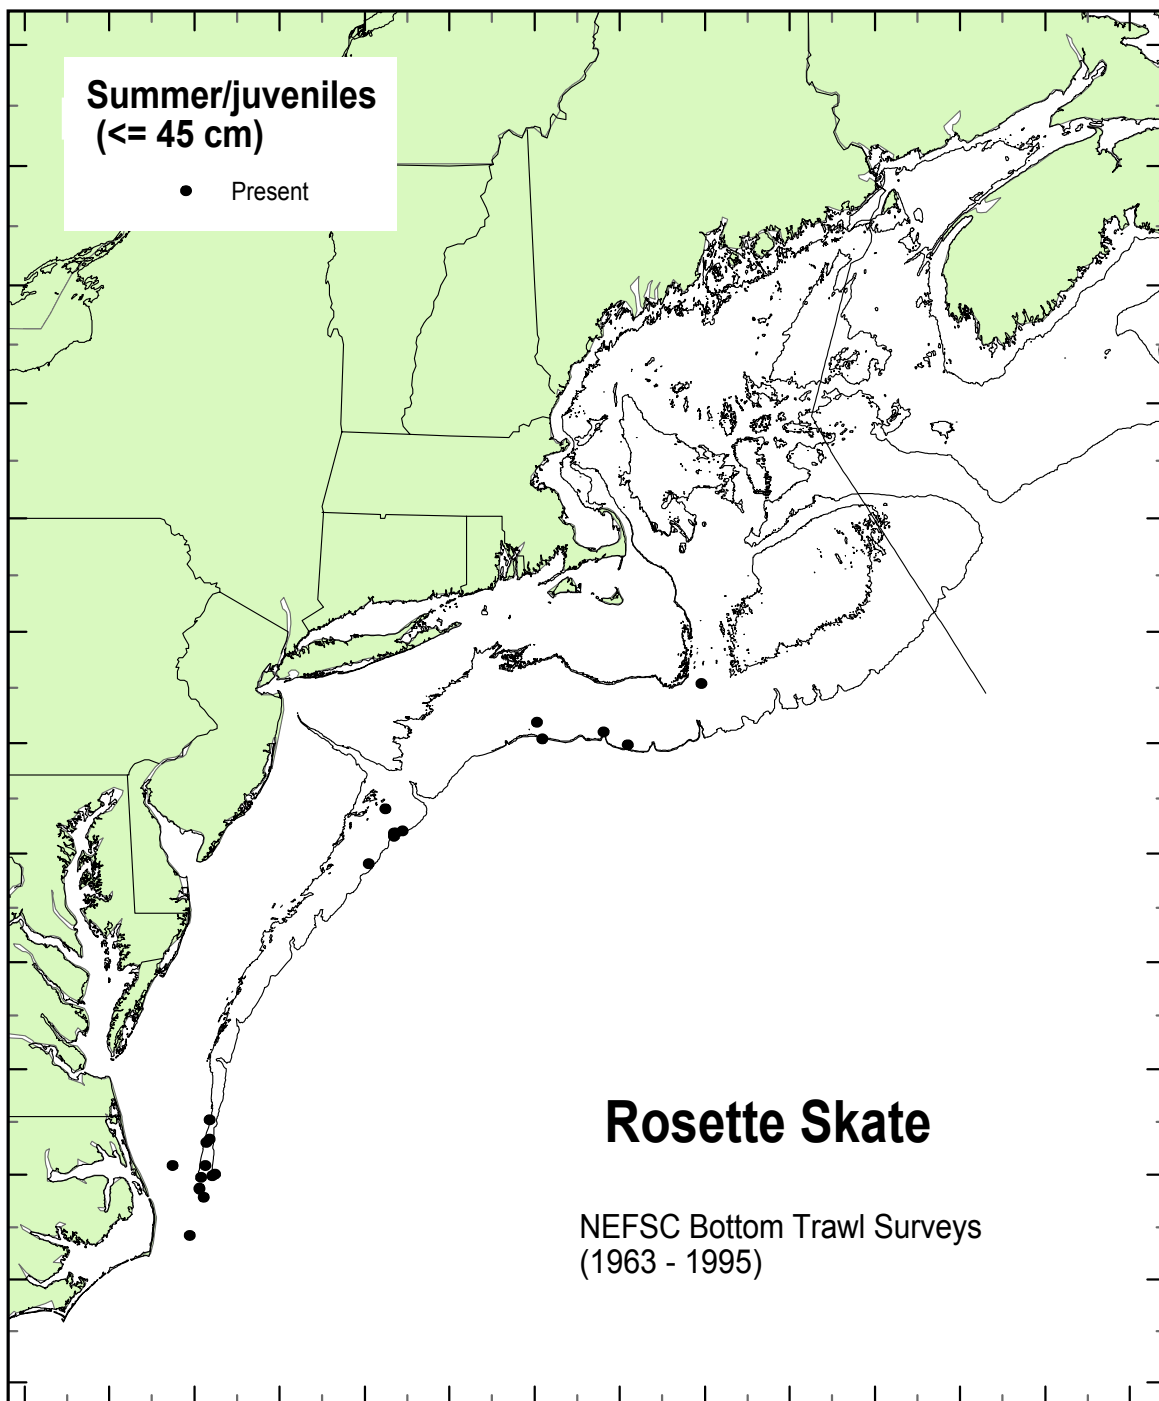 Summer/juveniles
(<= 45 cm)
Present
Rosette Skate
NEFSC Bottom Trawl Surveys
(1963 - 1995)